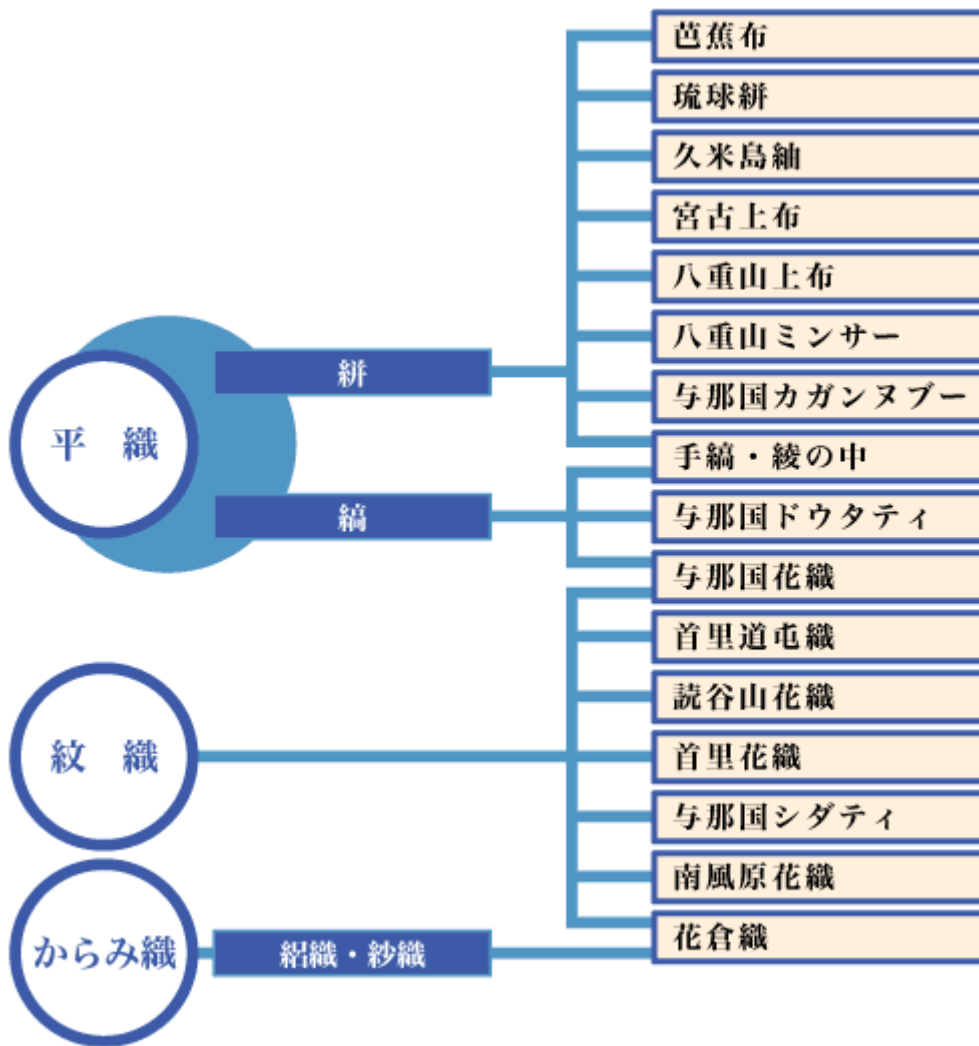 芭蕉布
琉球絣
久米島紬
宮古上布
八重山上布
八重山ミンサー
与那国カガンヌブー
手縞・綾の中
与那国ドウタティ
与那国花織
首里道屯織
読谷山花織
首里花織
与那国シダティ
南風原花織
花倉織
平 織
絣
縞
紋 織
からみ織
絽織・紗織